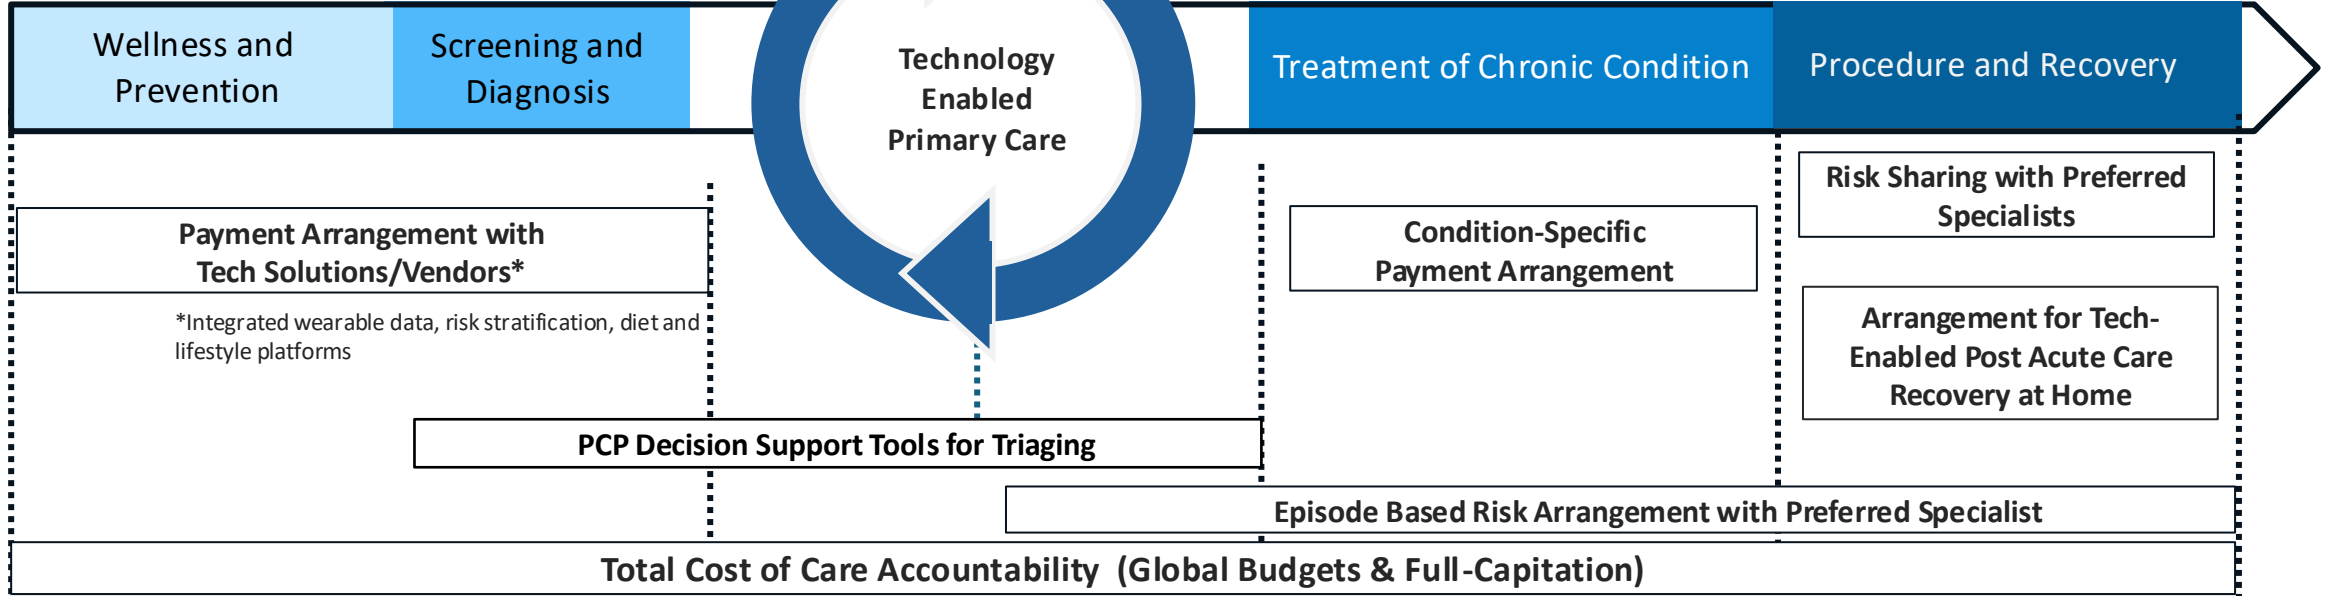 Wellness and
Prevention
Screening and
Diagnosis
Technology
Enabled
Primary Care
Treatment of Chronic Condition
Procedure and Recovery
Payment Arrangement with
Tech Solutions/Vendors*
*Integrated wearable data, risk stratification, diet and
lifestyle platforms
Condition-Specific
Payment Arrangement
Risk Sharing with Preferred
Specialists
Arrangement for Tech-
Enabled Post Acute Care
Recovery at Home
PCP Decision Support Tools for Triaging
Episode Based Risk Arrangement with Preferred Specialist
Total Cost of Care Accountability (Global Budgets & Full-Capitation)